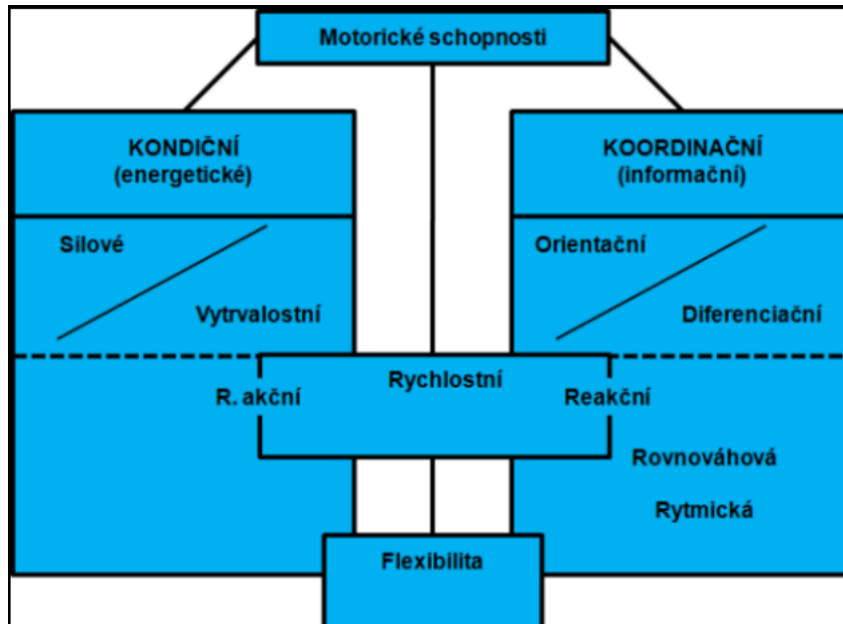 Motorické schopnosti
KONDIČNÍ
(energetické)
KOORDINAČNÍ
(informační)
Silové
Vytrvalostní
Orientační
Diferenciační
Rychlostní
R. akční
Reakční
Rovnováhová
Rytmická
Flexibilita